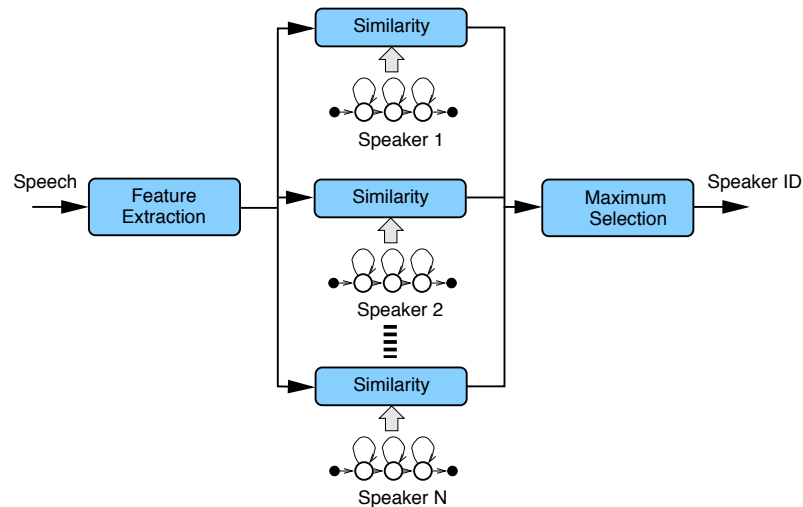 Similarity
Speaker 1
Speech
Feature
Extraction
Similarity
Maximum
Selection
Speaker ID
Speaker 2
Similarity
Speaker N